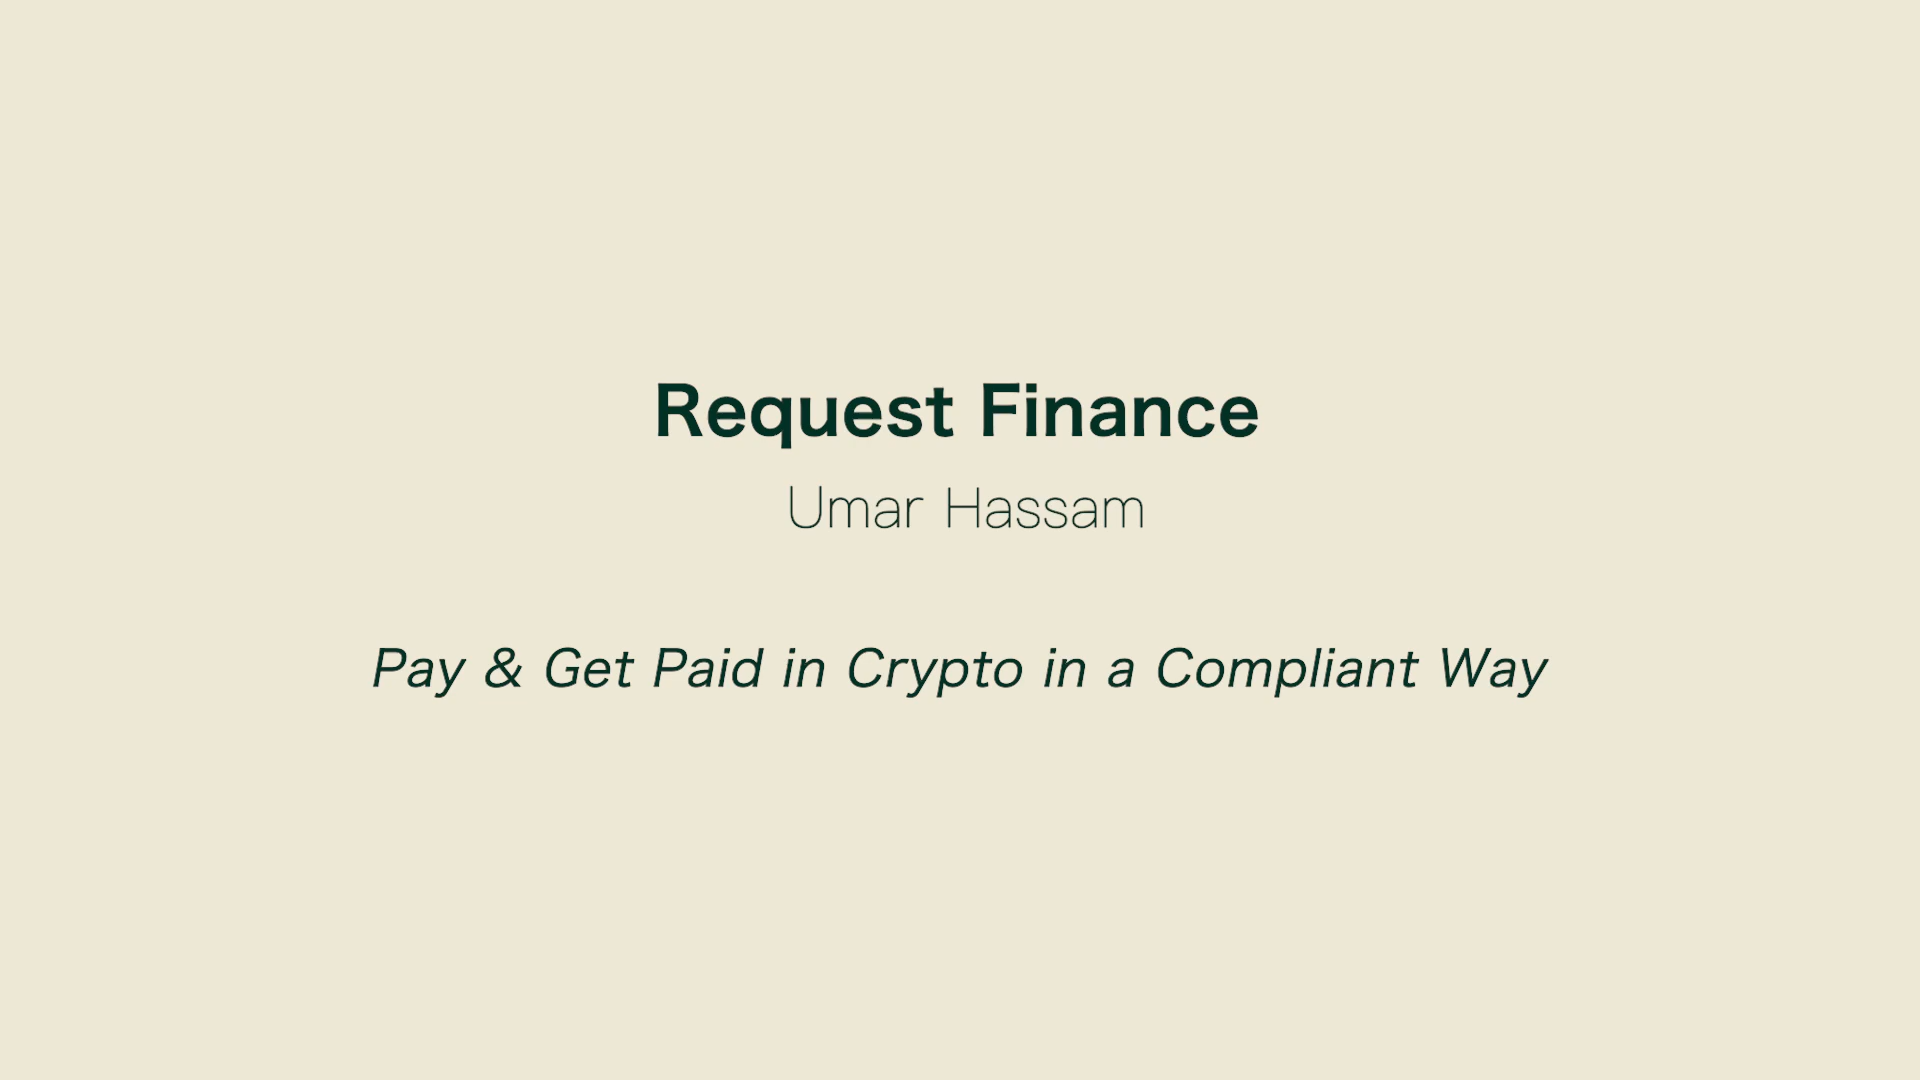 Request Finance
Umar Hassam
Pay & Get Paid in Crypto in a Compliant Way